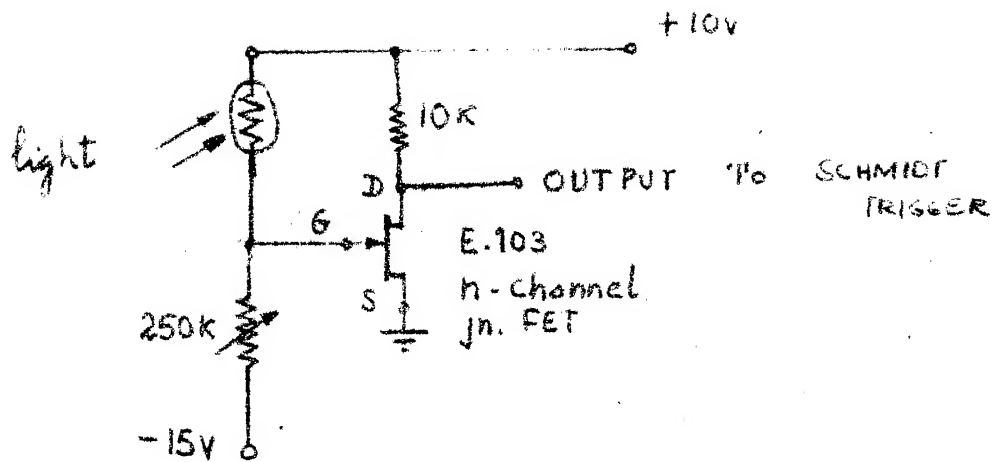 +10v
10K
light
D
OUTPUT TO SCHMIDT
TRIGGER
G
E.103
n-channel
S
jn. FET
250K
-15v